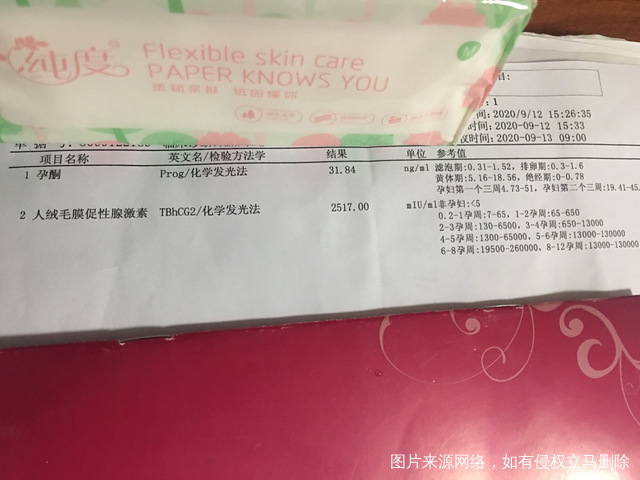 纯度
Flexible skin care
PAPER KNOWS YOU
柔韧亲肤 纸因懂你
M
:1
:2020/9/12 15:26:35
时间:2020-09-12 15:33
时间:2020-09-13 09:00
项目名称 英文名/检验方法学 结果 单位 参考值
1 孕酮 Prog/化学发光法 31.84 ng/ml 滤泡期:0.31-1.52, 排卵期:0.3-1.6
黄体期:5.16-18.56, 绝经期:0-0.78
孕妇第一个三周4.73-51, 孕妇第二个三周:19.41-45.
2 人绒毛膜促性腺激素 TBhCG2/化学发光法 2517.00 mIU/ml 非孕妇:<5
0.2-1孕周:7-65, 1-2孕周:65-650
2-3孕周:130-6500, 3-4孕周:650-13000
4-5孕周:1300-65000, 5-6孕周:13000-130000
6-8孕周:19500-260000, 8-12孕周:13000-130000
图片来源网络，如有侵权立马删除